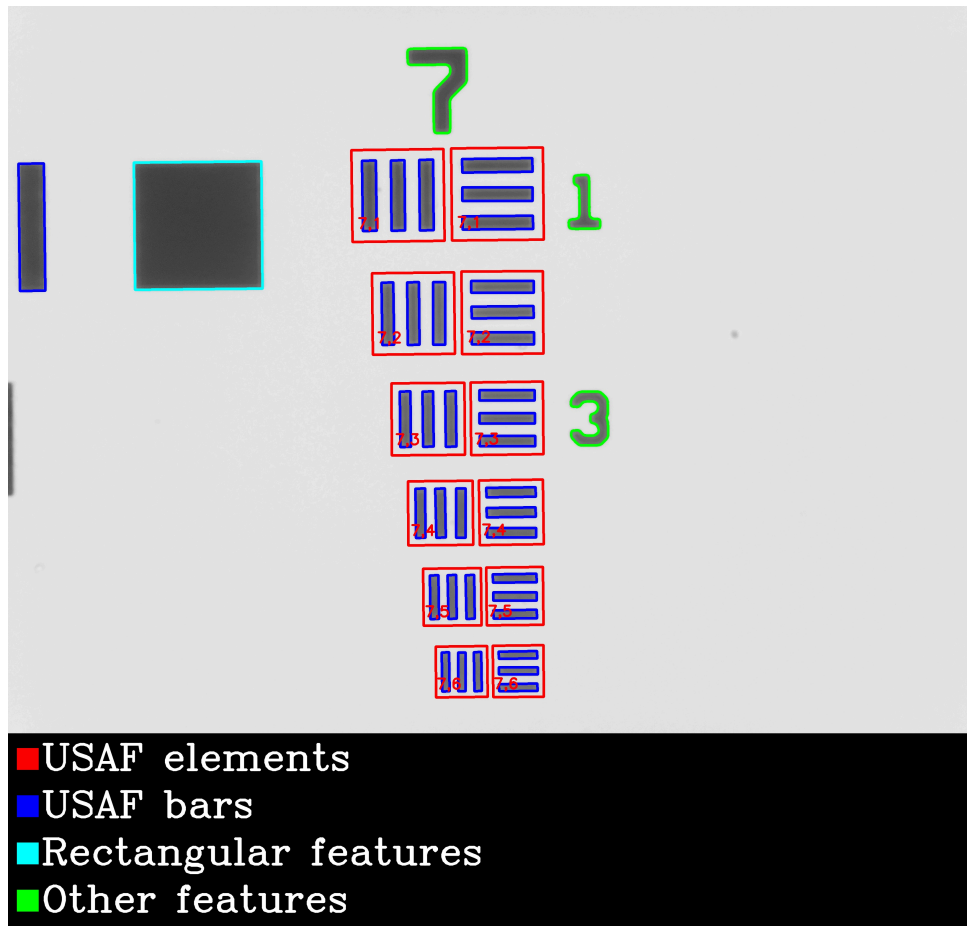 7
7,1 7,1 1
7,2 7,2
7,3 7,3 3
7,4 7,4
7,5 7,5
7,6 7,6
USAF elements
USAF bars
Rectangular features
Other features